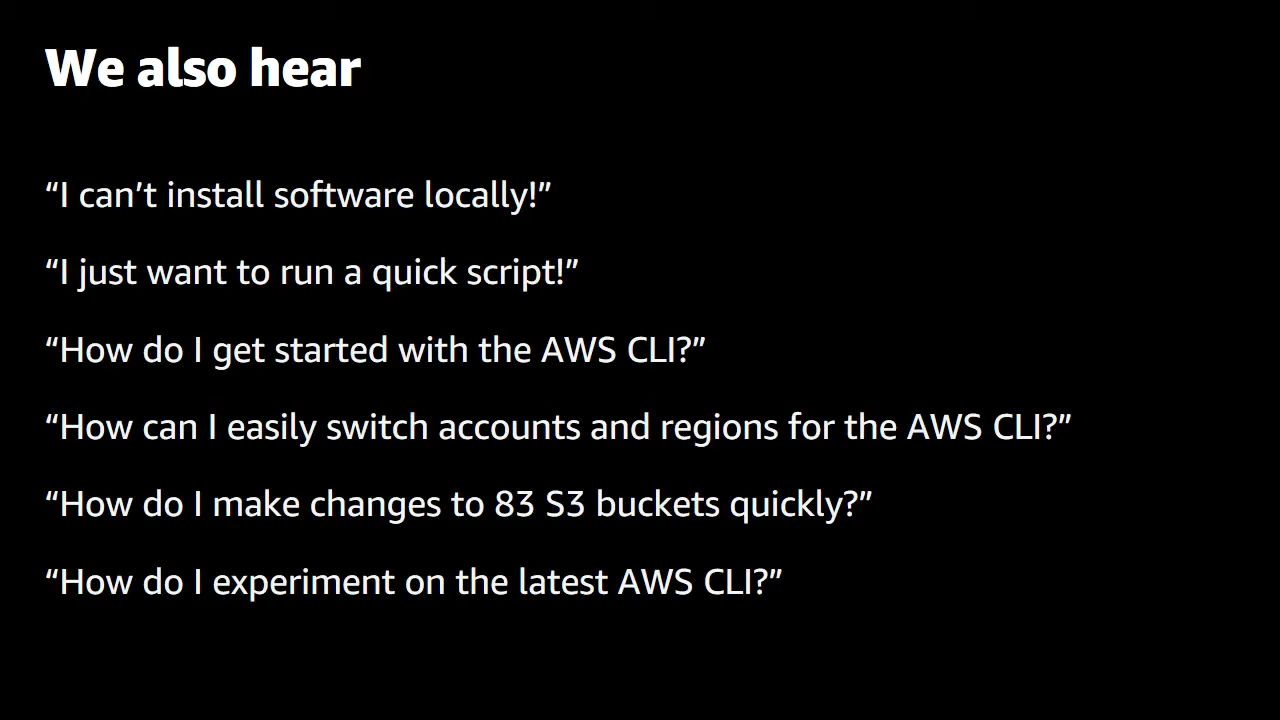 We also hear
“I can’t install software locally!”
“I just want to run a quick script!”
“How do I get started with the AWS CLI?”
“How can I easily switch accounts and regions for the AWS CLI?”
“How do I make changes to 83 S3 buckets quickly?”
“How do I experiment on the latest AWS CLI?”